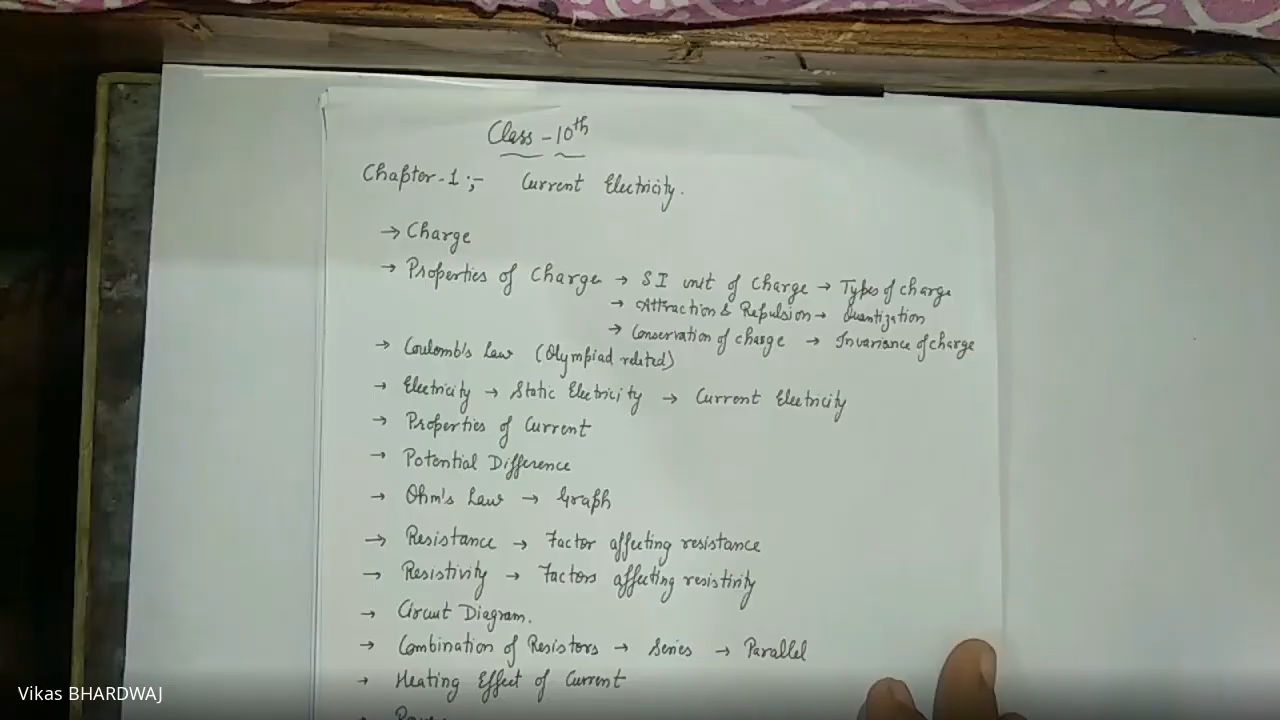 Class - 10th
Chapter-1 :- Current Electricity.
→ Charge
→ Properties of Charge → SI unit of Charge → Types of charge
→ Attraction & Repulsion → Quantization
→ Conservation of charge → Invariance of charge
→ Coulomb's Law (Olympiad related)
→ Electricity → Static Electricity → Current Electricity
→ Properties of Current
→ Potential Difference
→ Ohm's Law → Graph
→ Resistance → Factor affecting resistance
→ Resistivity → Factors affecting resistivity
→ Circuit Diagram.
→ Combination of Resistors → Series → Parallel
→ Heating Effect of Current
Vikas BHARDWAJ